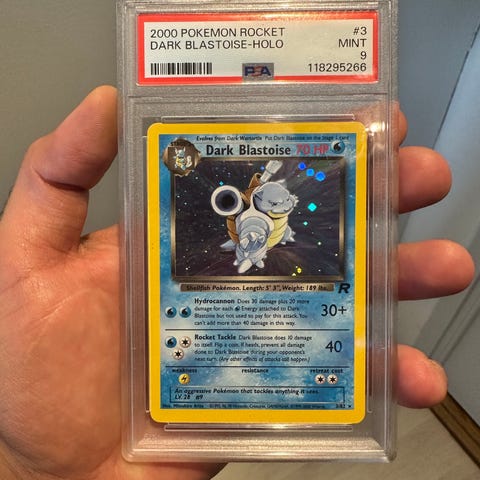 2000 POKEMON ROCKET #3
DARK BLASTOISE-HOLO MINT
9
PSA 118295266
Evolves from Dark Wartortle Put Dark Blastoise on the Stage 1 card
Dark Blastoise 70 HP
Shellfish Pokémon. Length: 5' 3", Weight: 189 lbs.
R
Hydrocannon Does 30 damage plus 20 more
damage for each Energy attached to Dark
Blastoise but not used to pay for this attack. You
can't add more than 40 damage in this way.
30+
Rocket Tackle Dark Blastoise does 10 damage
to itself. Flip a coin. If heads, prevent all
damage done to Dark Blastoise during your opponent's
next turn. (Any other effects of attacks still happen.)
40
weakness resistance retreat cost
An aggressive Pokémon that tackles anything it sees.
LV. 28 #9
3/82